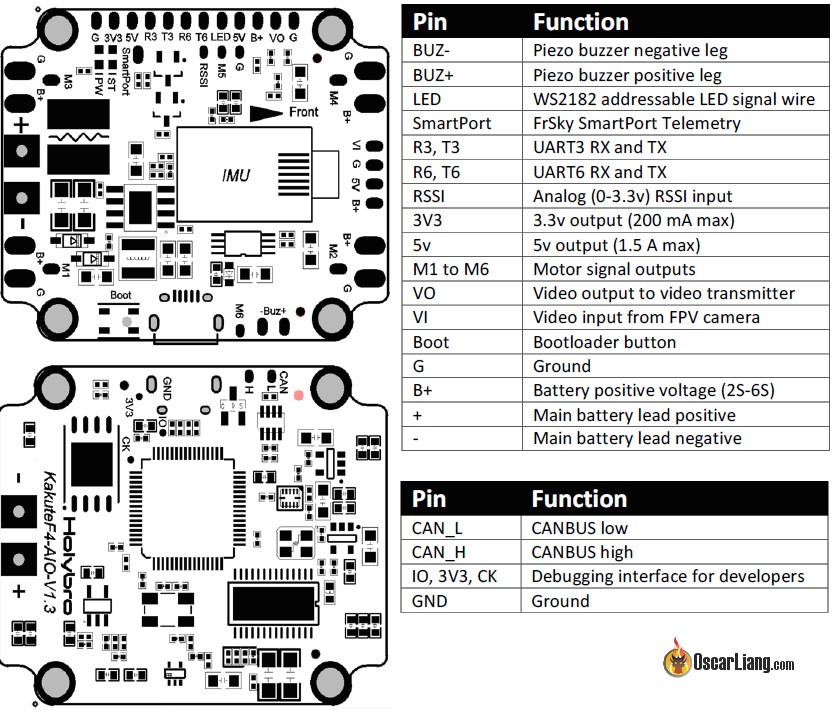 G 3V3 5V R3 T3 R6 T6 LED 5V B+ VO G
SmartPort
IPW
IST
RSSI
M5
G
G
M3
B+
G
M4
B+
Front
+
-
IMU
VI
G
5V
B+
B+
M1
G
B+
M2
G
Boot
M6
-Buz+
GND
3V3
IO
CK
H
L
CAN
G D S
-
+
KakuteF4-AIO-V1.3
Holybro
Pin Function
BUZ- Piezo buzzer negative leg
BUZ+ Piezo buzzer positive leg
LED WS2182 addressable LED signal wire
SmartPort FrSky SmartPort Telemetry
R3, T3 UART3 RX and TX
R6, T6 UART6 RX and TX
RSSI Analog (0-3.3v) RSSI input
3V3 3.3v output (200 mA max)
5v 5v output (1.5 A max)
M1 to M6 Motor signal outputs
VO Video output to video transmitter
VI Video input from FPV camera
Boot Bootloader button
G Ground
B+ Battery positive voltage (2S-6S)
+ Main battery lead positive
- Main battery lead negative
Pin Function
CAN_L CANBUS low
CAN_H CANBUS high
IO, 3V3, CK Debugging interface for developers
GND Ground
OscarLiang.com